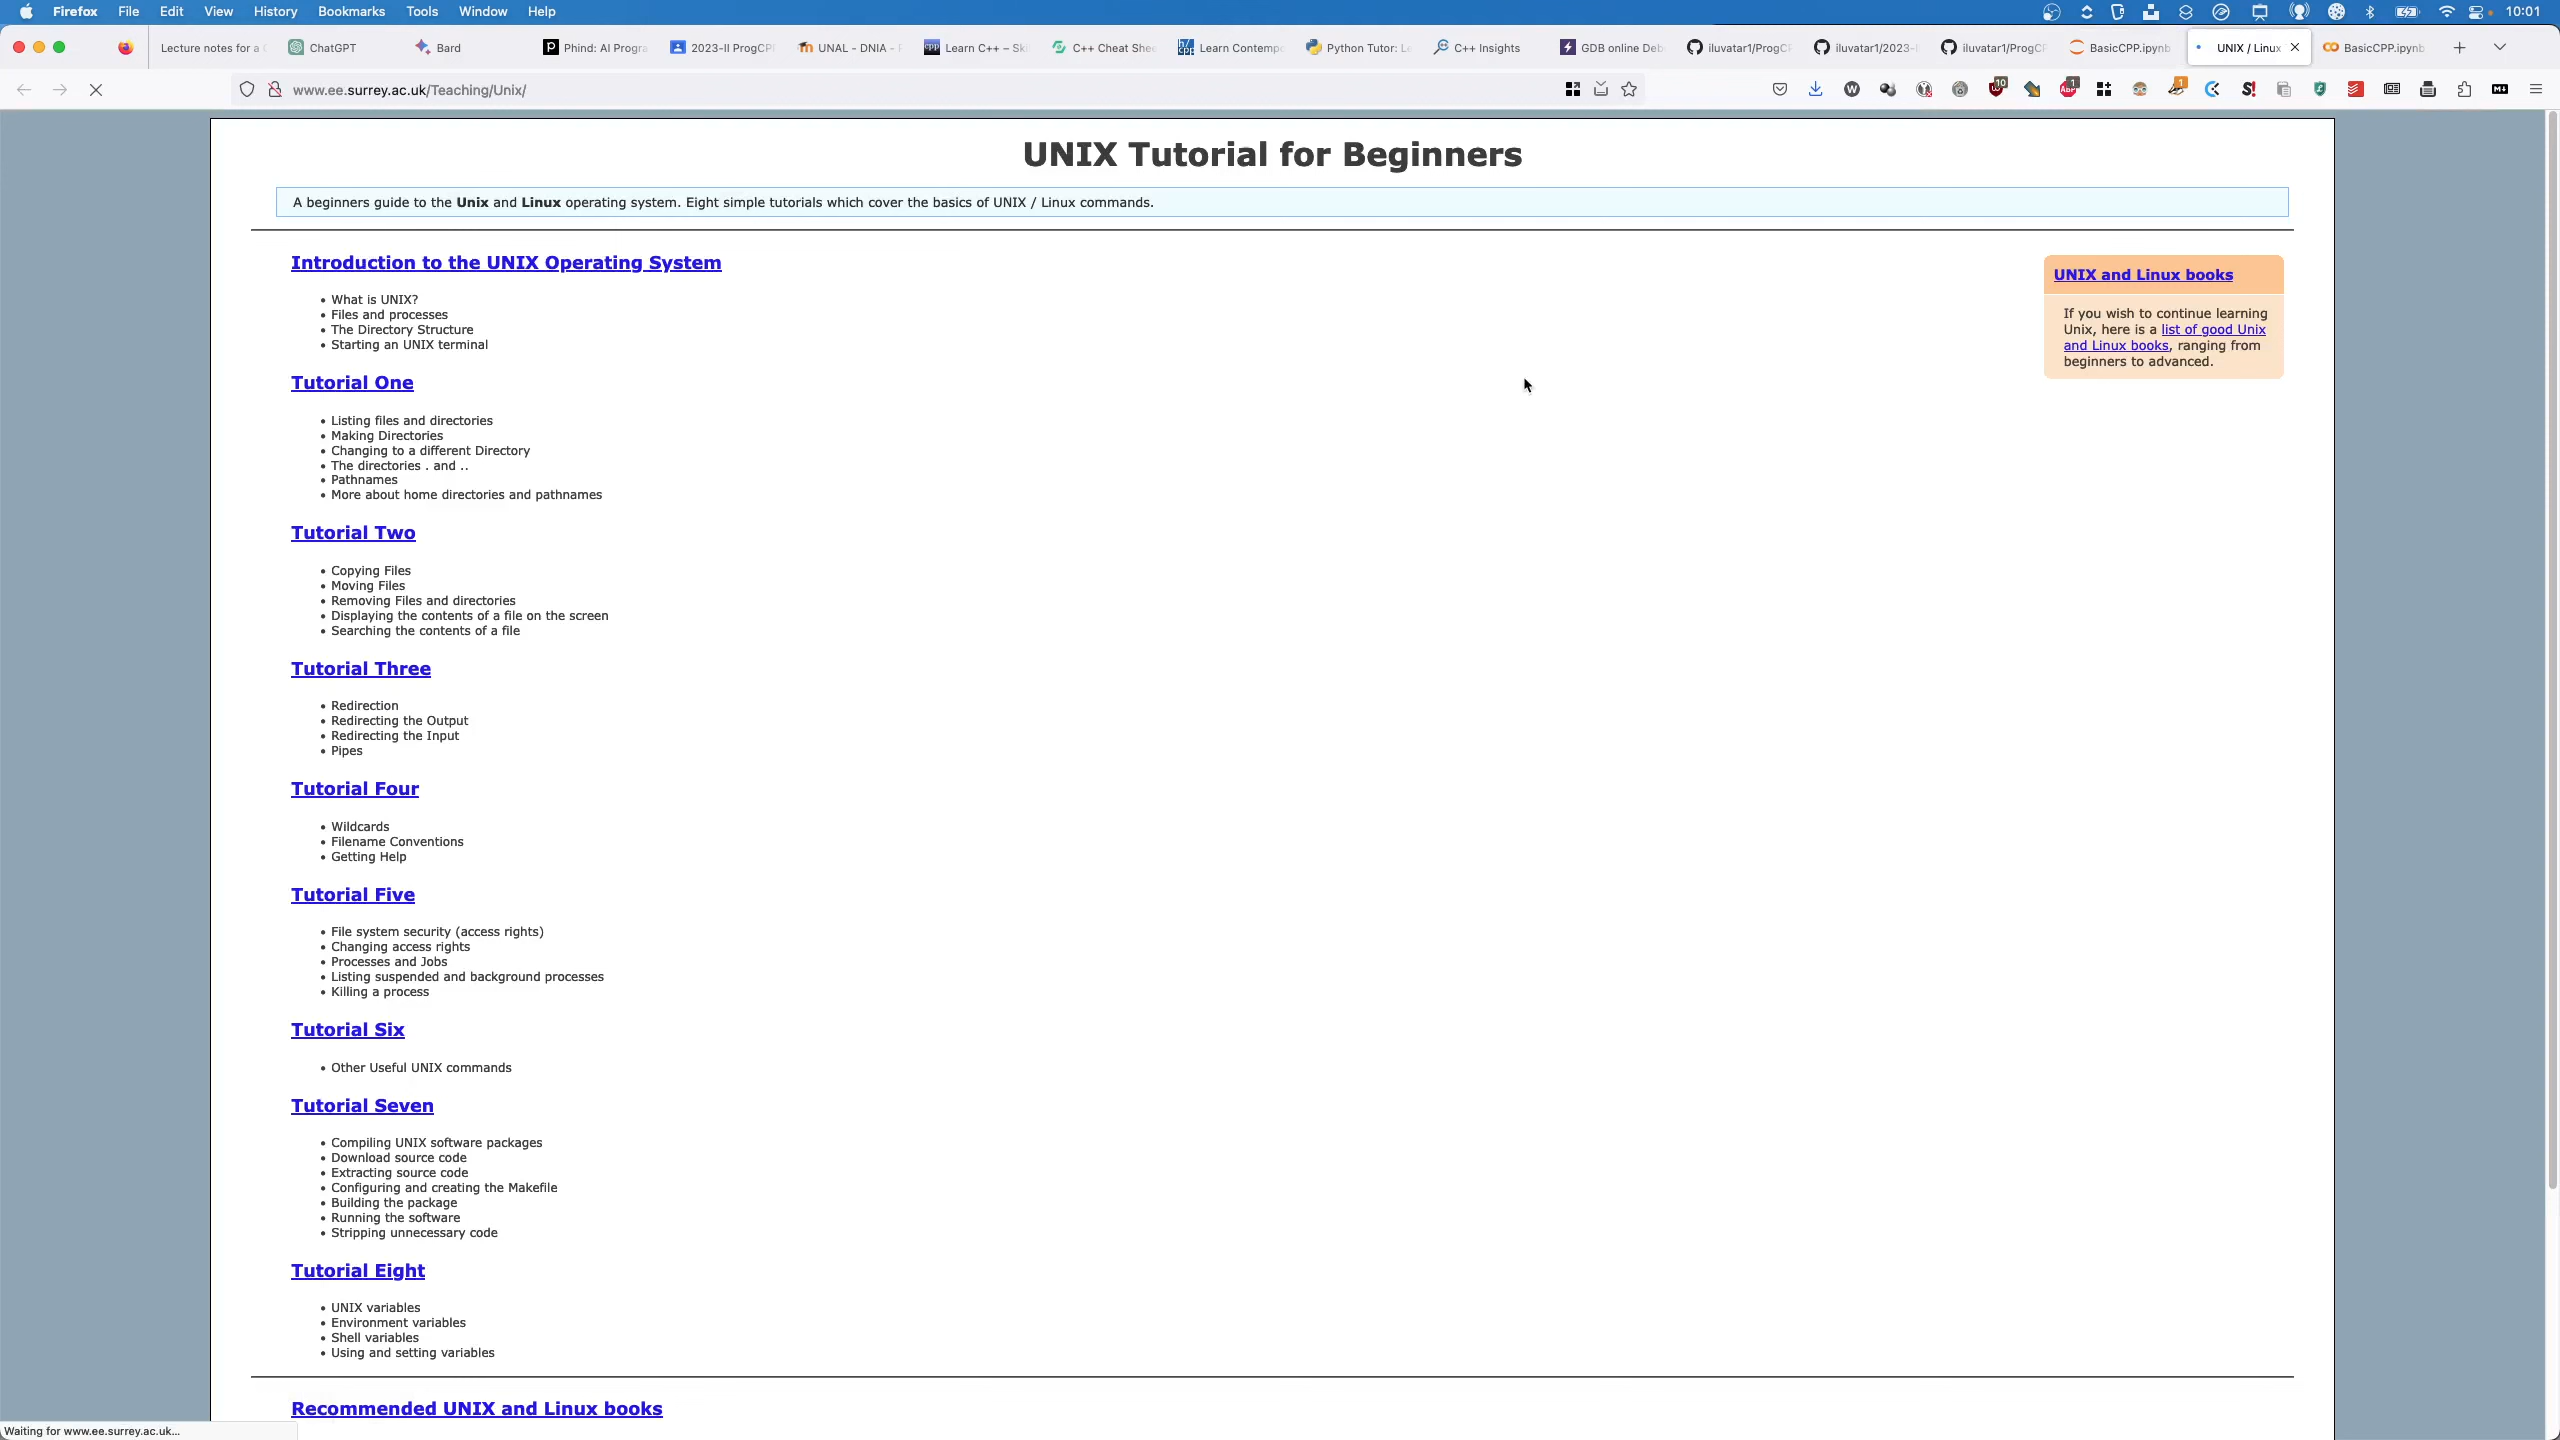 Firefox File Edit View History Bookmarks Tools Window Help 10:01
Lecture notes for a ChatGPT Bard Phind: AI Progra 2023-II ProgCPP UNAL - DNIA - Learn C++ – Sk C++ Cheat She Learn Contemp Python Tutor: Le C++ Insights GDB online Deb iluvatar1/ProgC iluvatar1/2023- iluvatar1/ProgC BasicCPP.ipynb UNIX / Linux BasicCPP.ipynb
www.ee.surrey.ac.uk/Teaching/Unix/
UNIX Tutorial for Beginners
A beginners guide to the Unix and Linux operating system. Eight simple tutorials which cover the basics of UNIX / Linux commands.
Introduction to the UNIX Operating System
• What is UNIX?
• Files and processes
• The Directory Structure
• Starting an UNIX terminal
UNIX and Linux books
If you wish to continue learning
Unix, here is a list of good Unix
and Linux books, ranging from
beginners to advanced.
Tutorial One
• Listing files and directories
• Making Directories
• Changing to a different Directory
• The directories . and ..
• Pathnames
• More about home directories and pathnames
Tutorial Two
• Copying Files
• Moving Files
• Removing Files and directories
• Displaying the contents of a file on the screen
• Searching the contents of a file
Tutorial Three
• Redirection
• Redirecting the Output
• Redirecting the Input
• Pipes
Tutorial Four
• Wildcards
• Filename Conventions
• Getting Help
Tutorial Five
• File system security (access rights)
• Changing access rights
• Processes and Jobs
• Listing suspended and background processes
• Killing a process
Tutorial Six
• Other Useful UNIX commands
Tutorial Seven
• Compiling UNIX software packages
• Download source code
• Extracting source code
• Configuring and creating the Makefile
• Building the package
• Running the software
• Stripping unnecessary code
Tutorial Eight
• UNIX variables
• Environment variables
• Shell variables
• Using and setting variables
Recommended UNIX and Linux books
Waiting for www.ee.surrey.ac.uk...